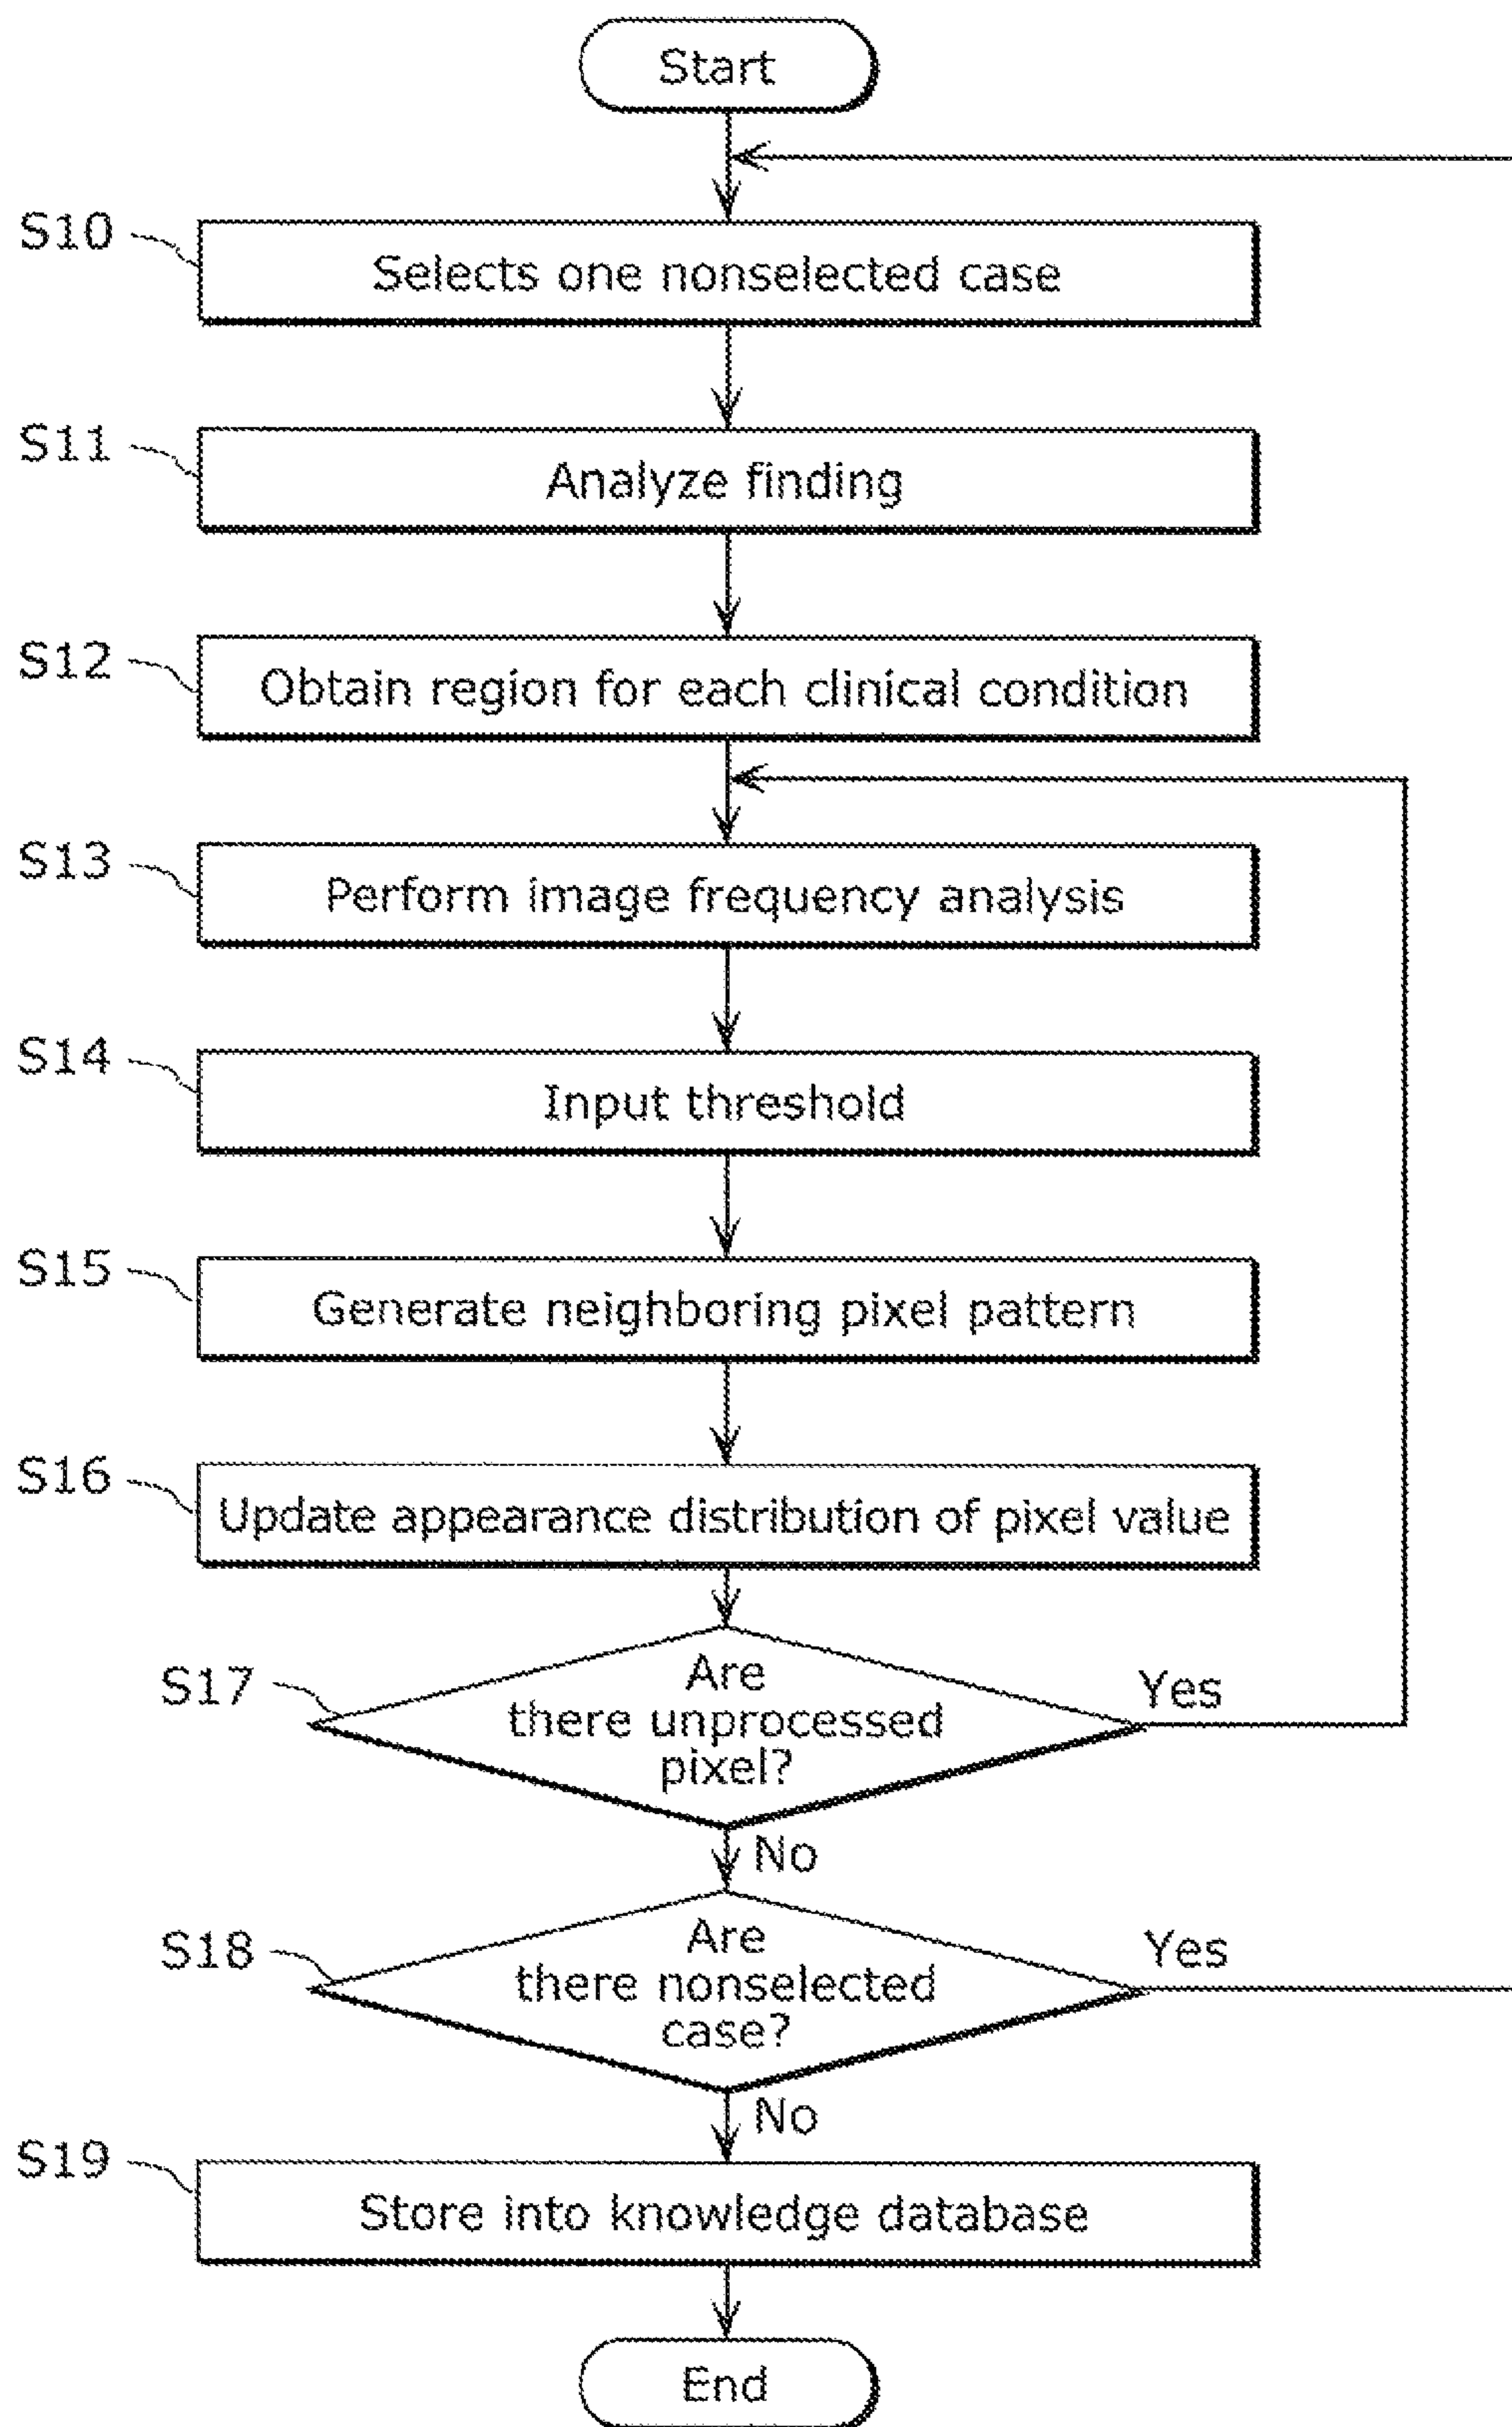 Start
S10
Selects one nonselected case
S11
Analyze finding
S12
Obtain region for each clinical condition
S13
Perform image frequency analysis
S14
Input threshold
S15
Generate neighboring pixel pattern
S16
Update appearance distribution of pixel value
S17
Are
there unprocessed
pixel?
Yes
No
S18
Are
there nonselected
case?
Yes
No
S19
Store into knowledge database
End